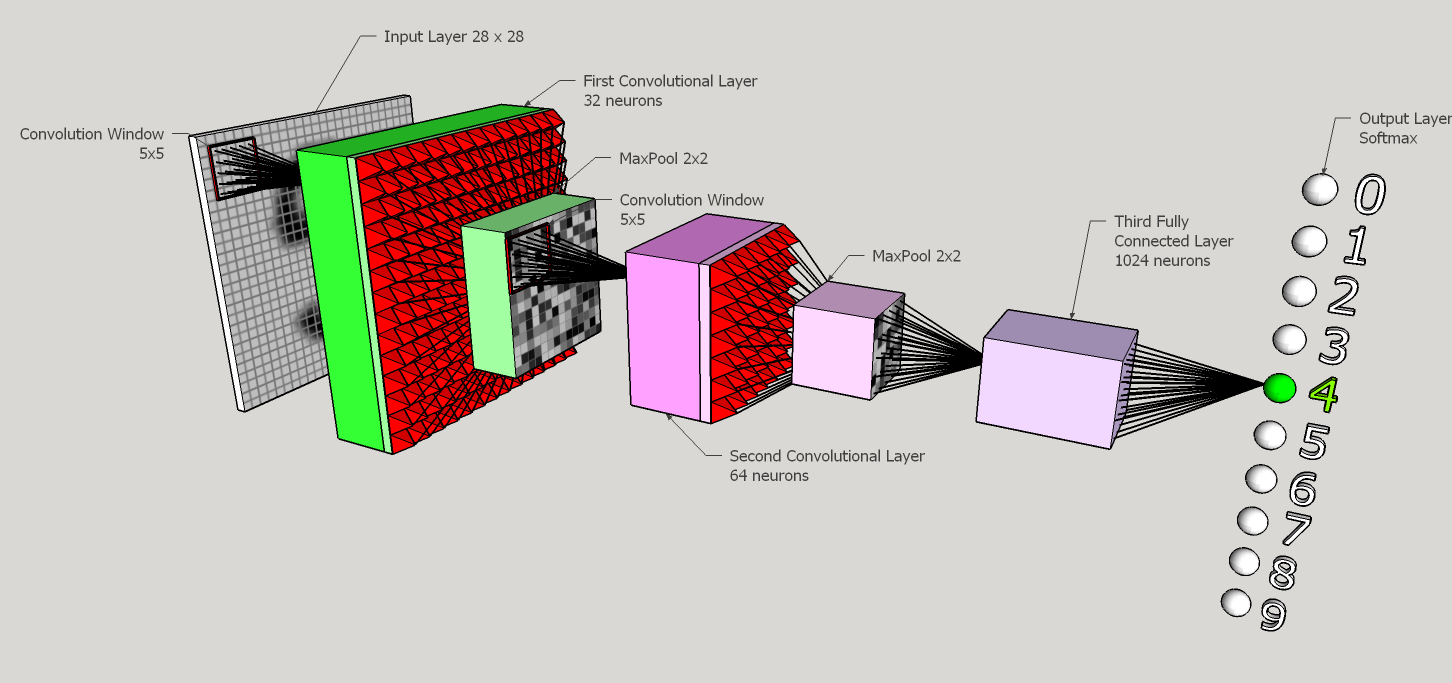 Input Layer 28 x 28
First Convolutional Layer
32 neurons
Convolution Window
5x5
MaxPool 2x2
Convolution Window
5x5
MaxPool 2x2
Second Convolutional Layer
64 neurons
Third Fully
Connected Layer
1024 neurons
Output Layer
Softmax
0
1
2
3
4
5
6
7
8
9